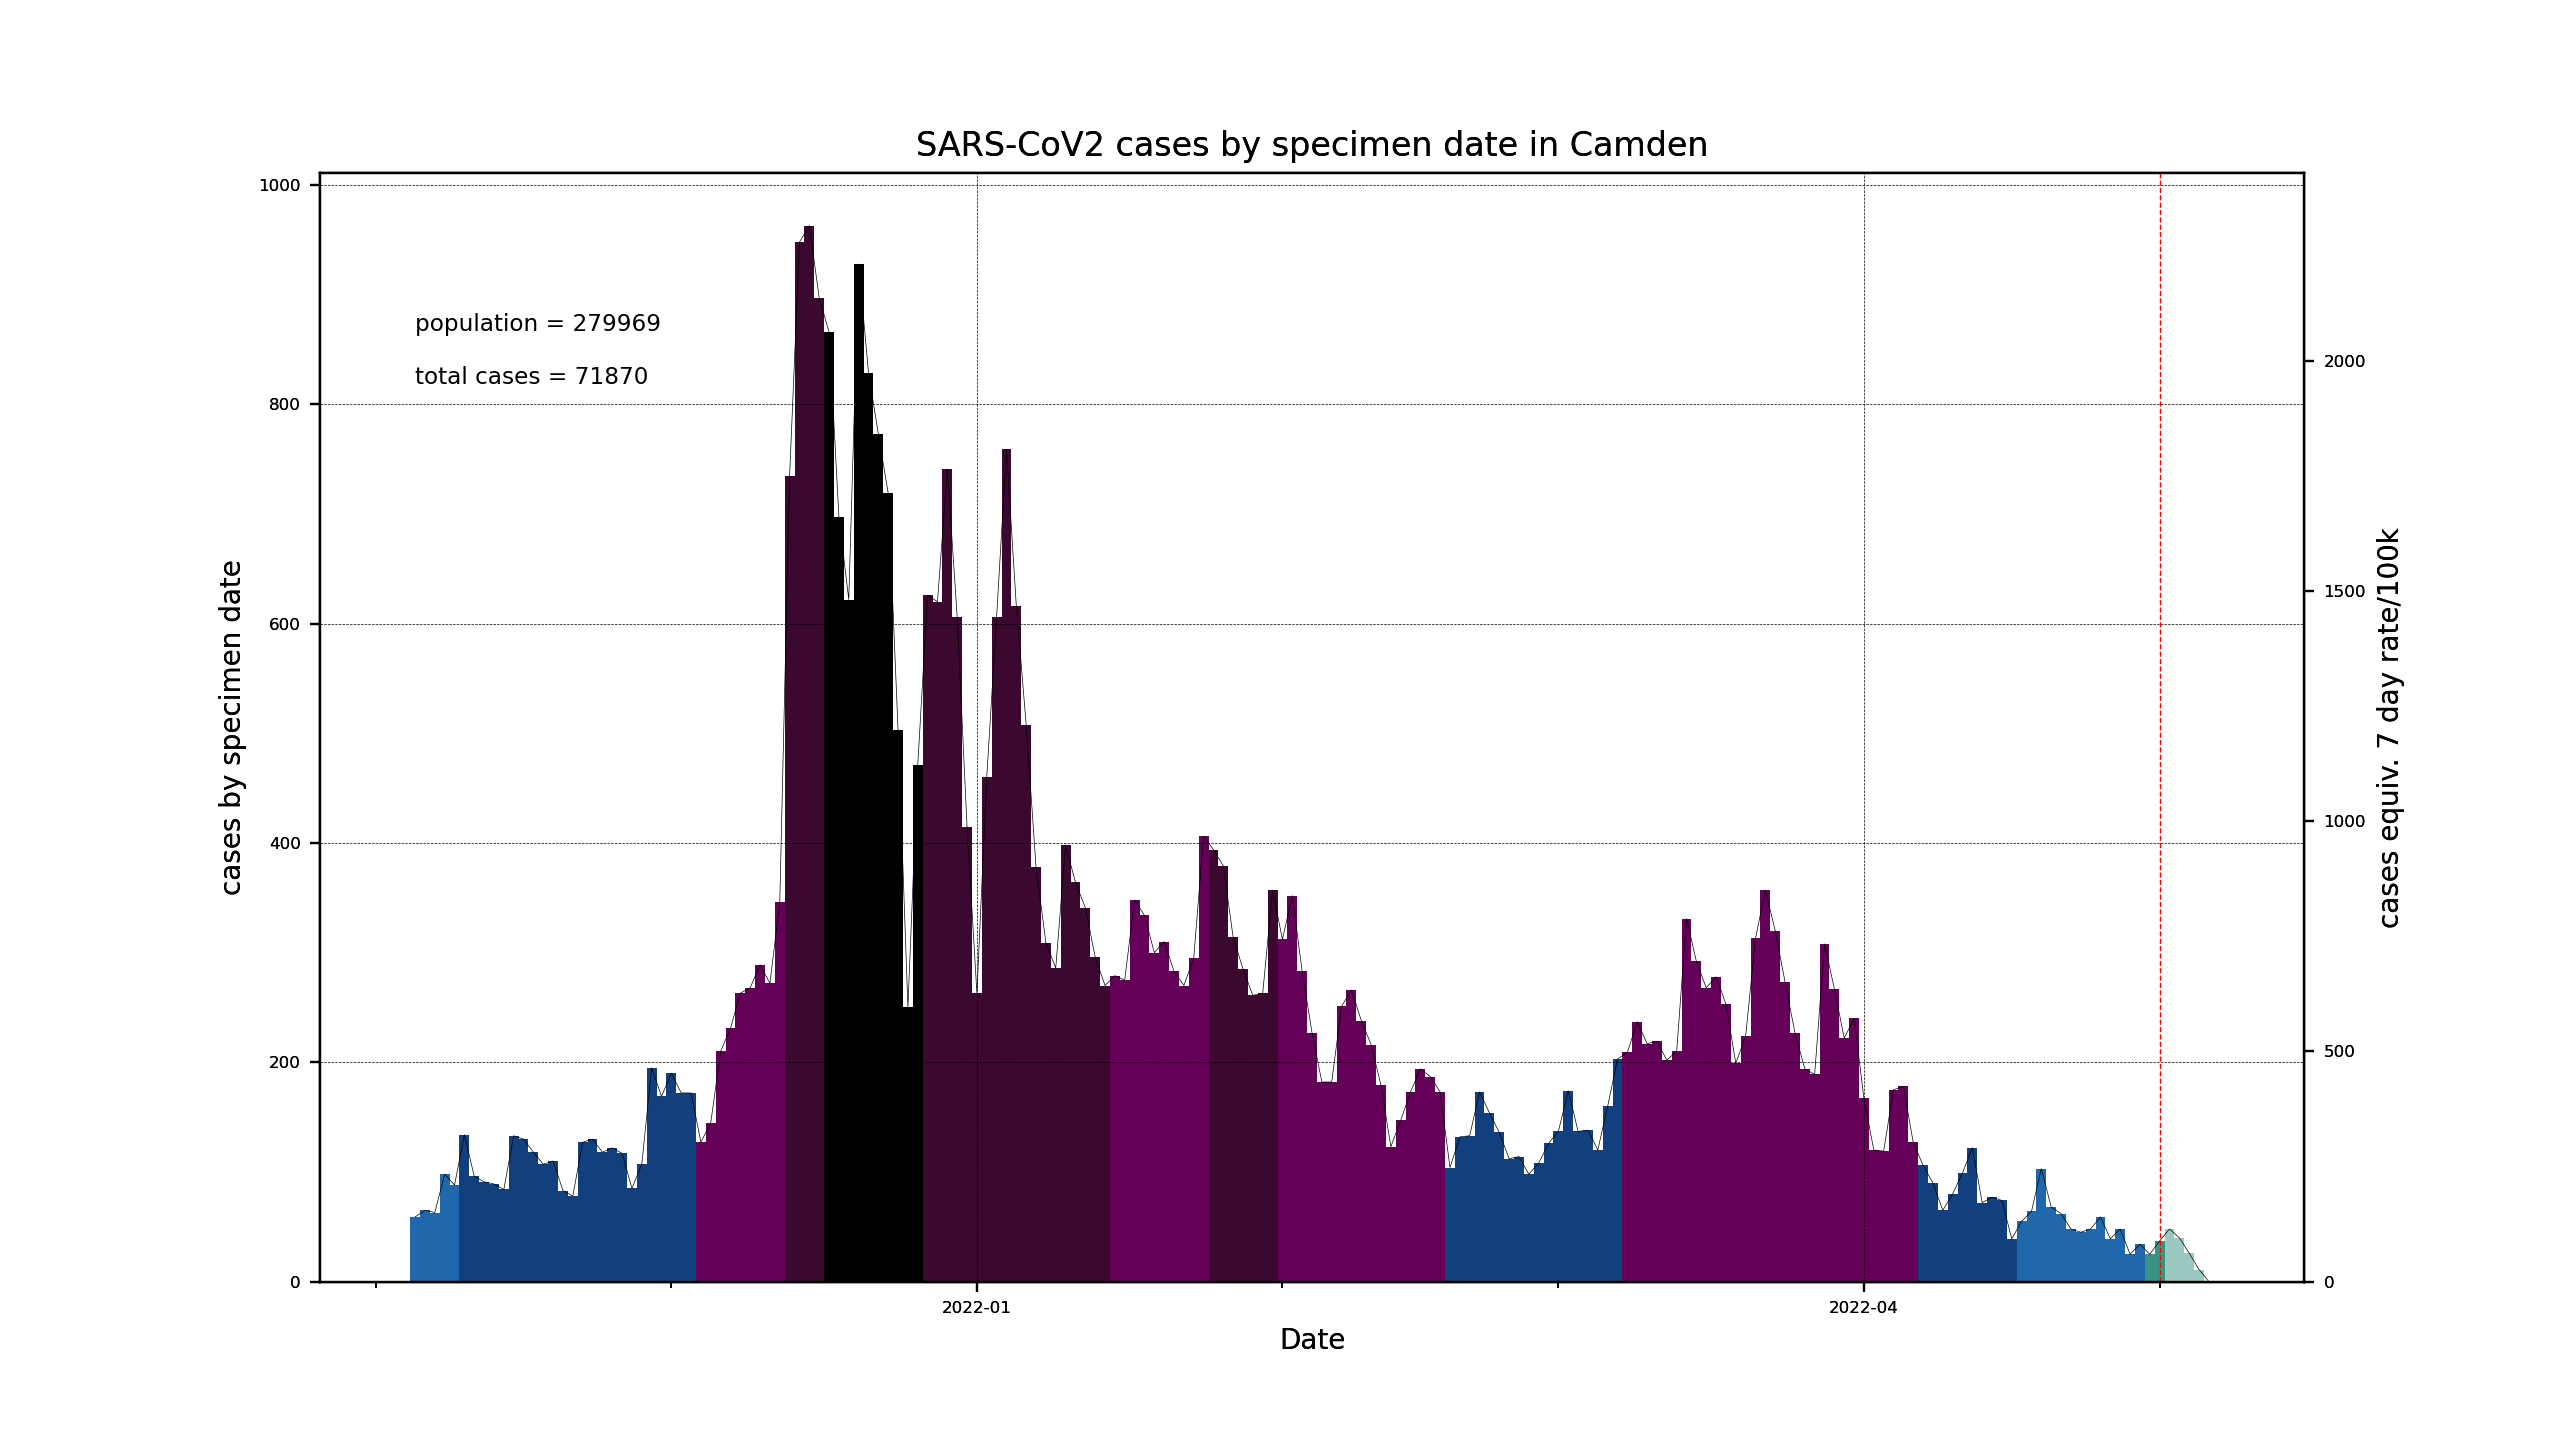 SARS-CoV2 cases by specimen date in Camden
population = 279969
total cases = 71870
cases by specimen date
1000
800
600
400
200
0
cases equiv. 7 day rate/100k
2000
1500
1000
500
0
2022-01
2022-04
Date